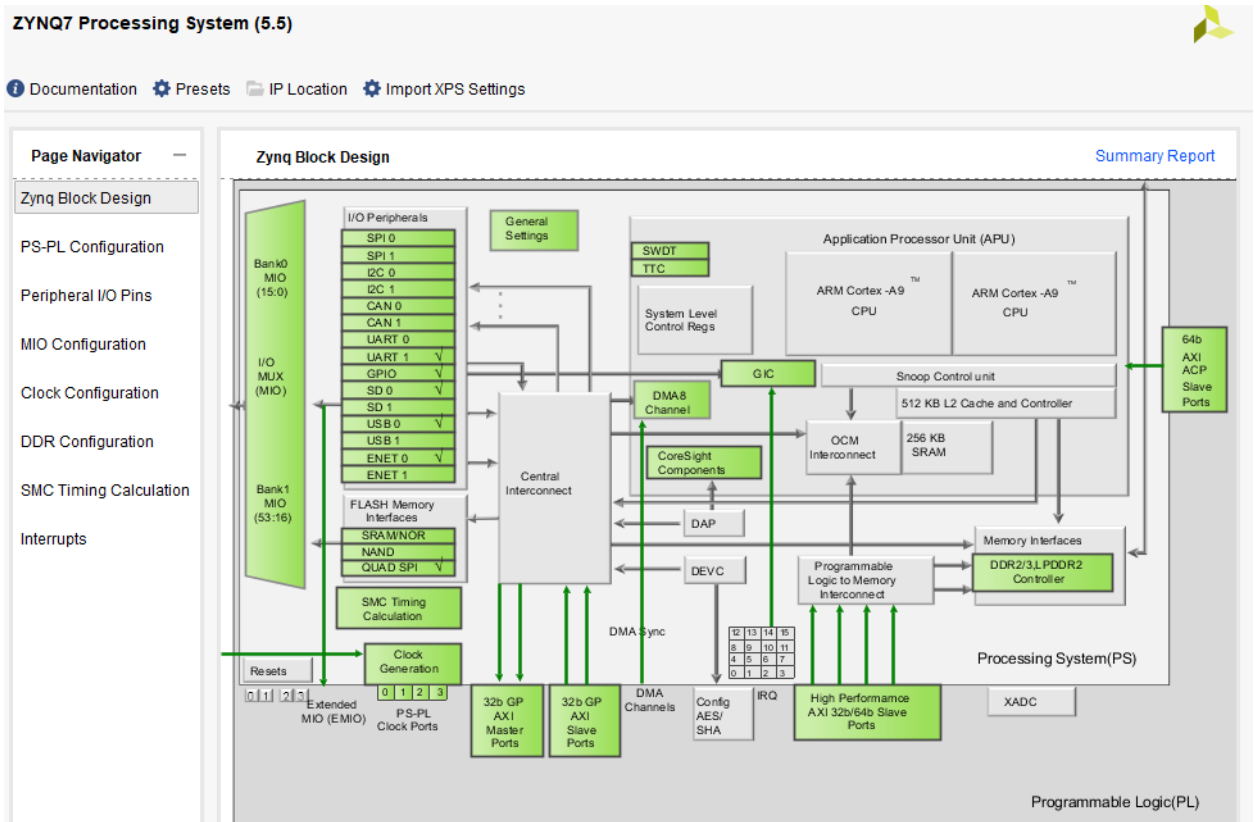 ZYNQ7 Processing System (5.5)
Documentation Presets IP Location Import XPS Settings
Page Navigator
Zynq Block Design
PS-PL Configuration
Peripheral I/O Pins
MIO Configuration
Clock Configuration
DDR Configuration
SMC Timing Calculation
Interrupts
Zynq Block Design
Summary Report
Bank0
MIO
(15:0)
I/O
MUX
(MIO)
Bank1
MIO
(53:16)
I/O Peripherals
SPI 0
SPI 1
I2C 0
I2C 1
CAN 0
CAN 1
UART 0
UART 1 √
GPIO √
SD 0 √
SD 1
USB 0 √
USB 1
ENET 0 √
ENET 1
FLASH Memory
Interfaces
SRAM/NOR
NAND
QUAD SPI √
SMC Timing
Calculation
General
Settings
Application Processor Unit (APU)
SWDT
TTC
System Level
Control Regs
ARM Cortex -A9 ™
CPU
ARM Cortex -A9 ™
CPU
GIC
Snoop Control unit
512 KB L2 Cache and Controller
DMA8
Channel
OCM
Interconnect
256 KB
SRAM
CoreSight
Components
Central
Interconnect
DAP
DEVC
Programmable
Logic to Memory
Interconnect
Memory Interfaces
DDR2/3,LPDDR2
Controller
64b
AXI
ACP
Slave
Ports
DMA Sync
12 13 14 15
8 9 10 11
4 5 6 7
0 1 2 3
Processing System(PS)
Resets
0 1 2 3
Clock
Generation
0 1 2 3
Extended
MIO (EMIO)
PS-PL
Clock Ports
32b GP
AXI
Master
Ports
32b GP
AXI
Slave
Ports
DMA
Channels
Config
AES/
SHA
IRQ
High Performamce
AXI 32b/64b Slave
Ports
XADC
Programmable Logic(PL)